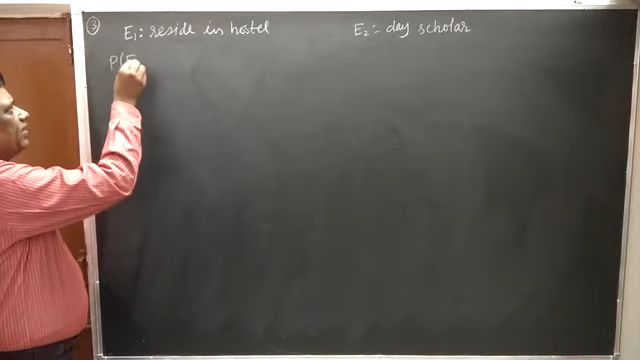 ③ E₁: reside in hostel E₂ = day scholar
P(E